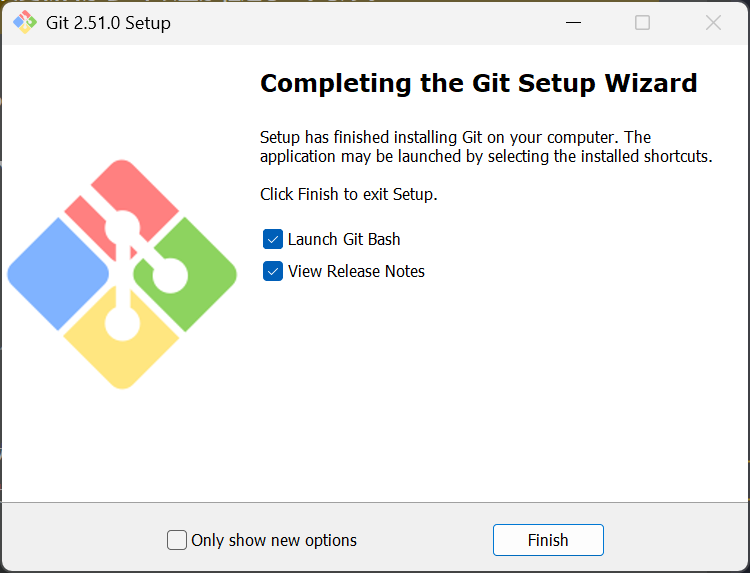 Git 2.51.0 Setup
Completing the Git Setup Wizard
Setup has finished installing Git on your computer. The
application may be launched by selecting the installed shortcuts.
Click Finish to exit Setup.
Launch Git Bash
View Release Notes
Only show new options
Finish